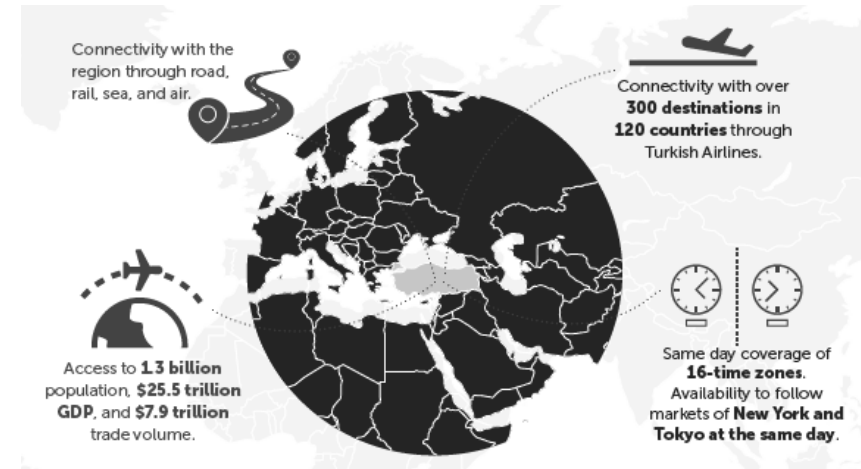 Connectivity with the
region through road,
rail, sea, and air.
Connectivity with over
300 destinations in
120 countries through
Turkish Airlines.
Access to 1.3 billion
population, $25.5 trillion
GDP, and $7.9 trillion
trade volume.
Same day coverage of
16-time zones.
Availability to follow
markets of New York and
Tokyo at the same day.